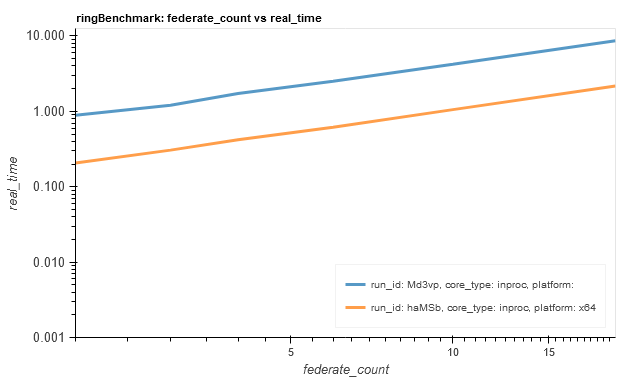 ringBenchmark: federate_count vs real_time
10.000
1.000
0.100
0.010
0.001
real_time
run_id: Md3vp, core_type: inproc, platform:
run_id: haMSb, core_type: inproc, platform: x64
5
10
15
federate_count